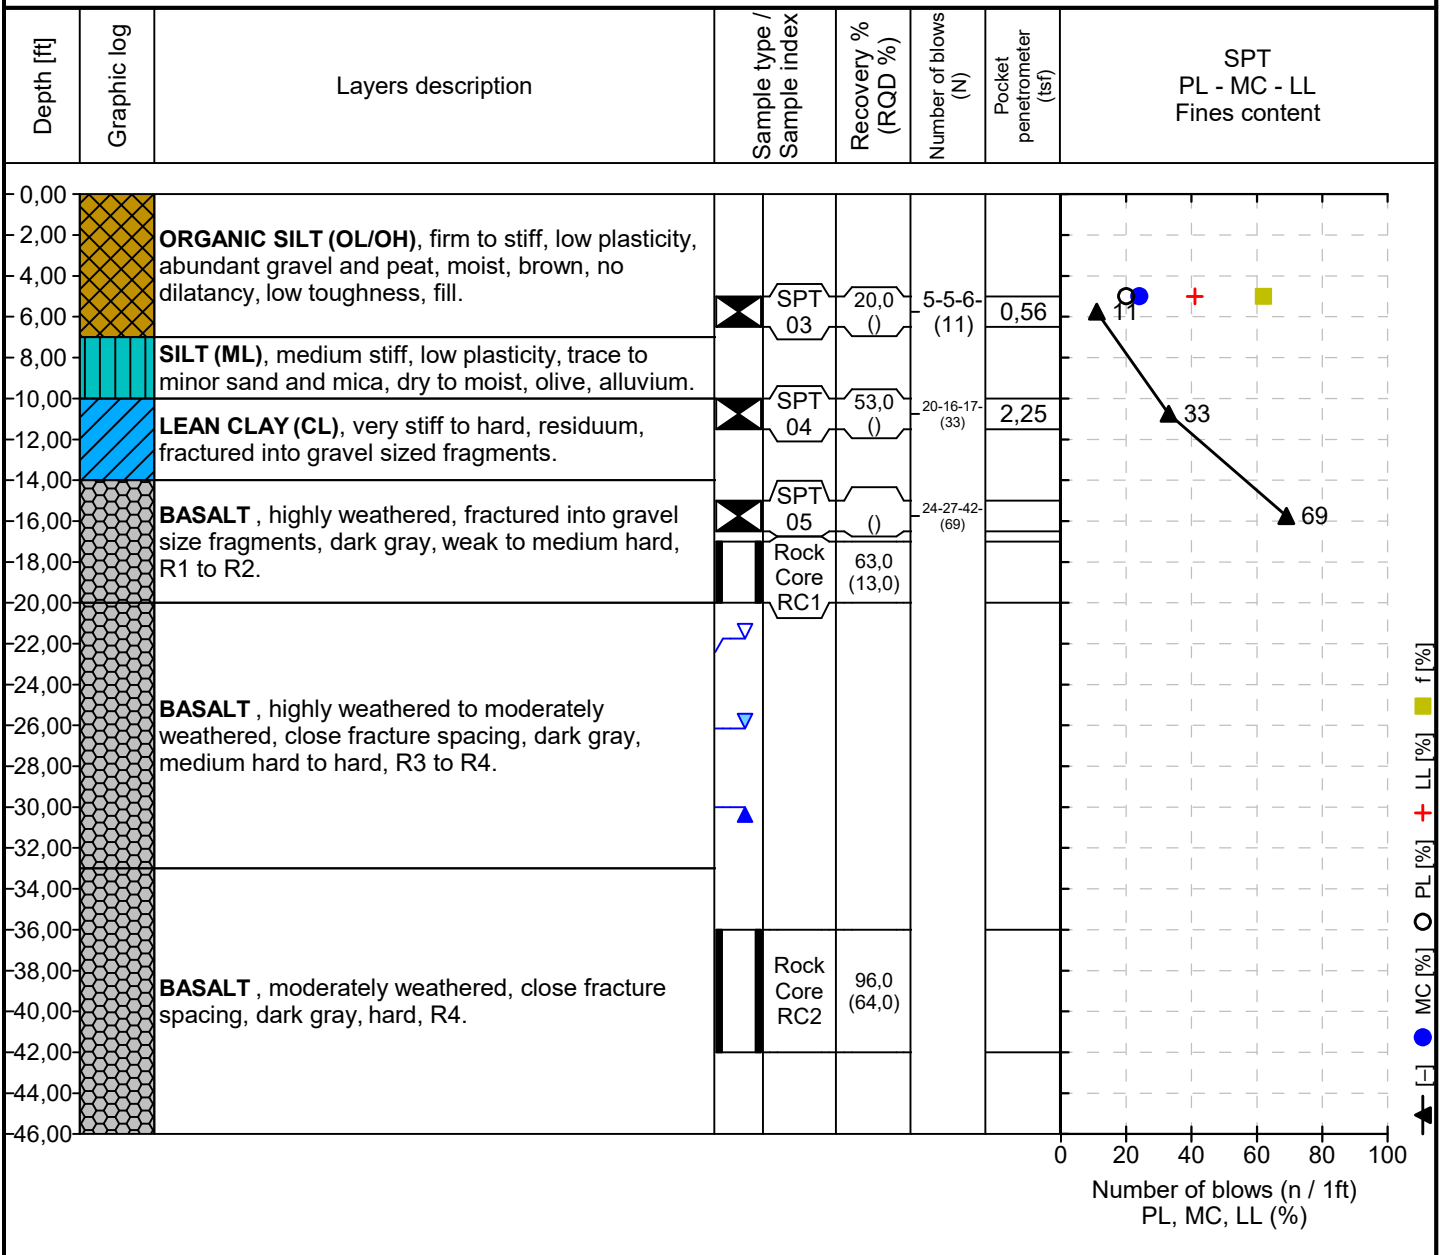 Depth [ft]
Graphic log
Layers description
Sample type /
Sample index
Recovery %
(RQD %)
Number of blows
(N)
Pocket
penetrometer
(tsf)
SPT
PL - MC - LL
Fines content
0,00
2,00
4,00
6,00
8,00
10,00
12,00
14,00
16,00
18,00
20,00
22,00
24,00
26,00
28,00
30,00
32,00
34,00
36,00
38,00
40,00
42,00
44,00
46,00
ORGANIC SILT (OL/OH), firm to stiff, low plasticity,
abundant gravel and peat, moist, brown, no
dilatancy, low toughness, fill.
SPT
03
20,0
()
5-5-6-
(11)
0,56
11
SILT (ML), medium stiff, low plasticity, trace to
minor sand and mica, dry to moist, olive, alluvium.
LEAN CLAY (CL), very stiff to hard, residuum,
fractured into gravel sized fragments.
SPT
04
53,0
()
20-16-17-
(33)
2,25
33
BASALT , highly weathered, fractured into gravel
size fragments, dark gray, weak to medium hard,
R1 to R2.
SPT
05
()
24-27-42-
(69)
69
Rock
Core
RC1
63,0
(13,0)
BASALT , highly weathered to moderately
weathered, close fracture spacing, dark gray,
medium hard to hard, R3 to R4.
BASALT , moderately weathered, close fracture
spacing, dark gray, hard, R4.
Rock
Core
RC2
96,0
(64,0)
0 20 40 60 80 100
Number of blows (n / 1ft)
PL, MC, LL (%)
[–] MC [%] PL [%] LL [%] f [%]